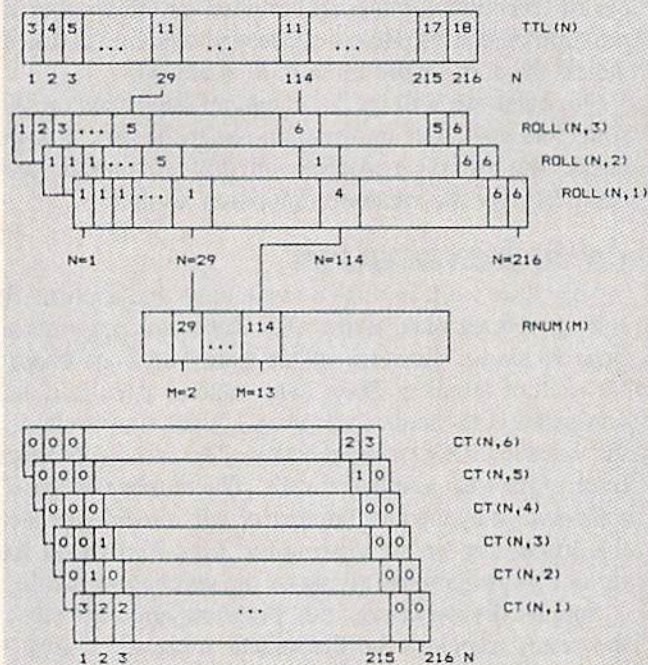 3 4 5 ... 11 ... 11 ... 17 18 TTL(N)
1 2 3 29 114 215 216 N
1 2 3 ... 5 6 5 6 ROLL(N,3)
1 1 1 ... 5 1 6 6 ROLL(N,2)
1 1 1 ... 1 4 6 6 ROLL(N,1)
N=1 N=29 N=114 N=216
29 ... 114 RNUM(M)
M=2 M=13
0 0 0 2 3 CT(N,6)
0 0 0 1 0 CT(N,5)
0 0 0 0 0 CT(N,4)
0 0 1 0 0 CT(N,3)
0 1 0 0 0 CT(N,2)
3 2 2 ... 0 0 CT(N,1)
1 2 3 215 216 N